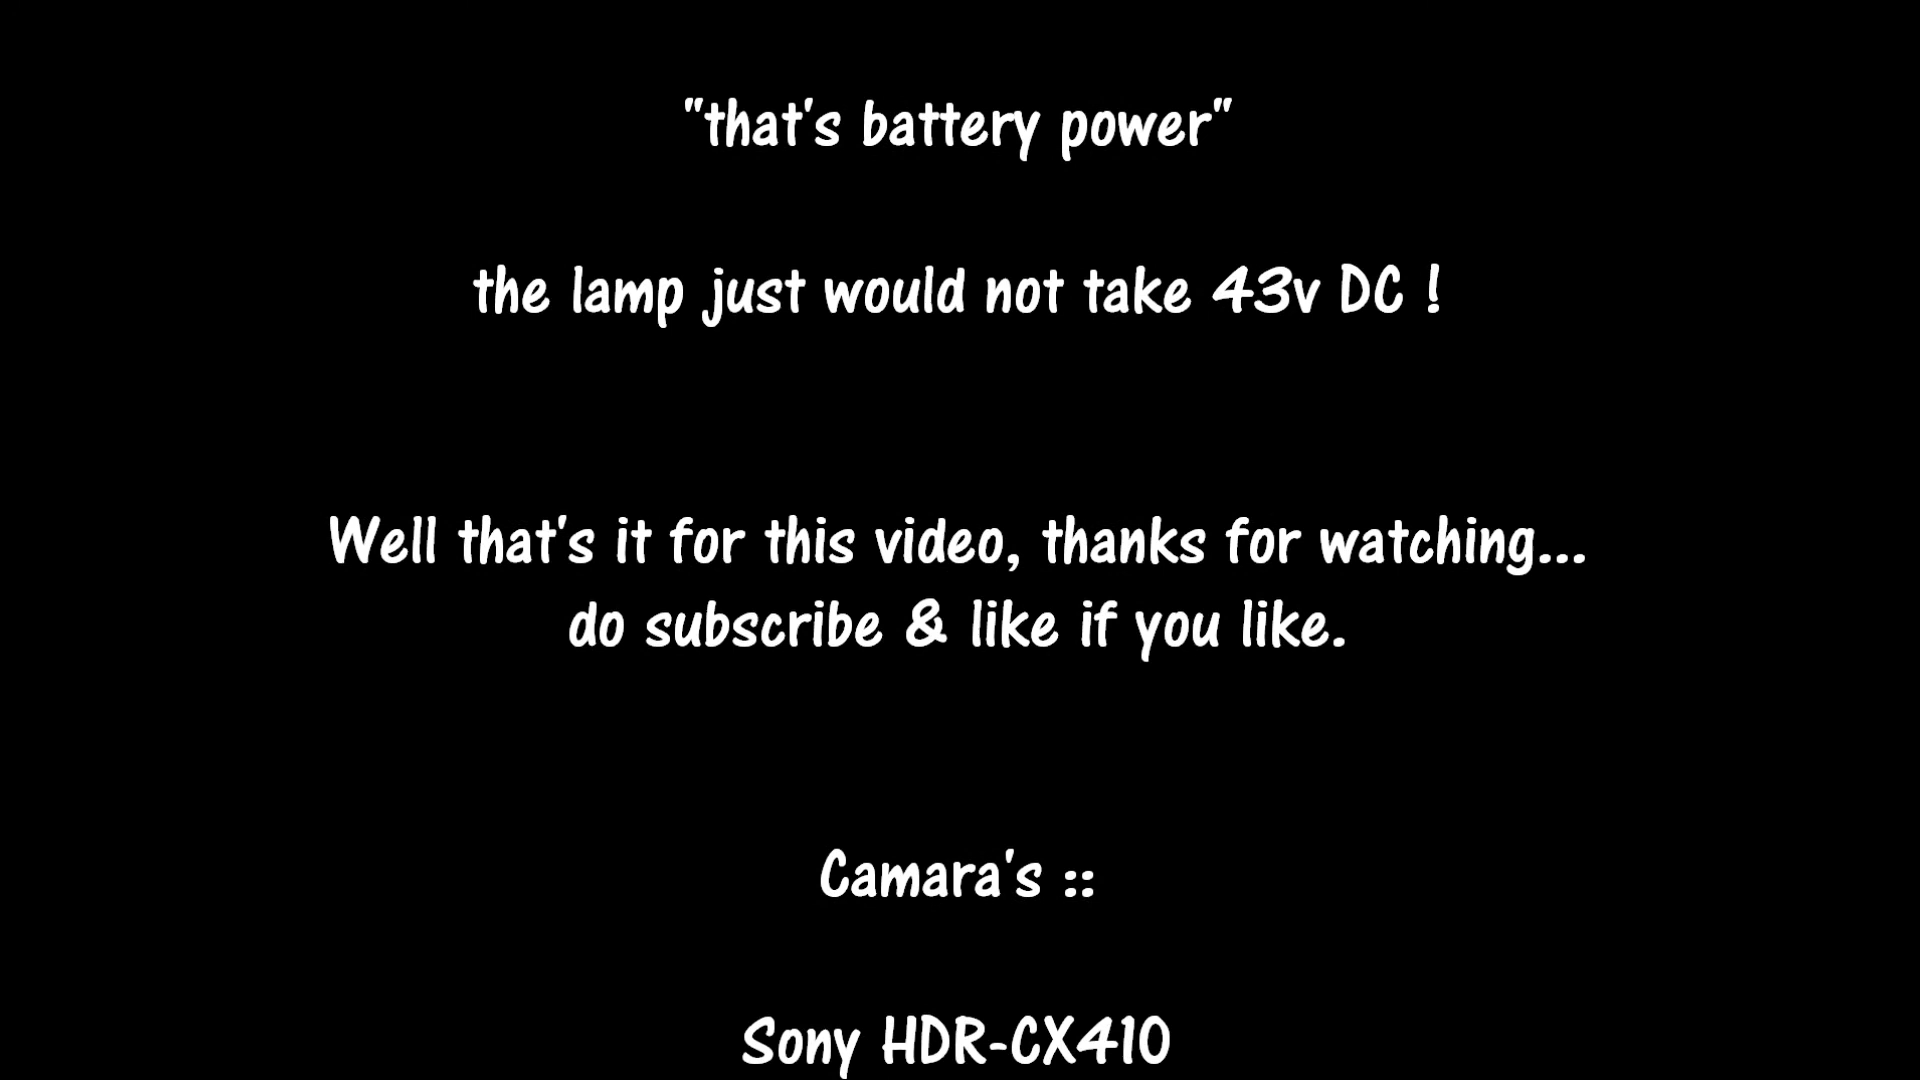 "that's battery power"
the lamp just would not take 43v DC !
Well that's it for this video, thanks for watching...
do subscribe & like if you like.
Camara's ::
Sony HDR-CX410